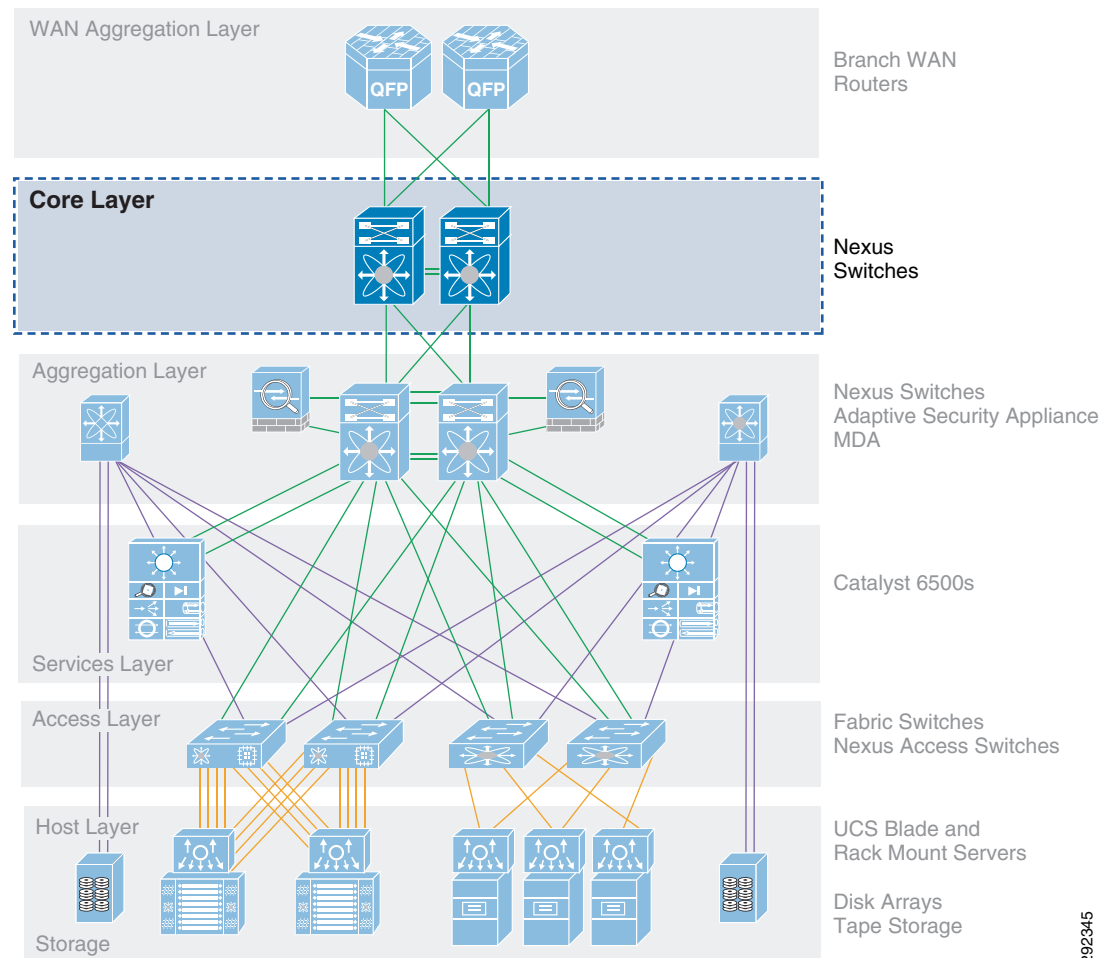 WAN Aggregation Layer
QFP
QFP
Branch WAN
Routers
Core Layer
Nexus
Switches
Aggregation Layer
Nexus Switches
Adaptive Security Appliance
MDA
Catalyst 6500s
Services Layer
Access Layer
Fabric Switches
Nexus Access Switches
Host Layer
UCS Blade and
Rack Mount Servers
Disk Arrays
Tape Storage
Storage
292345